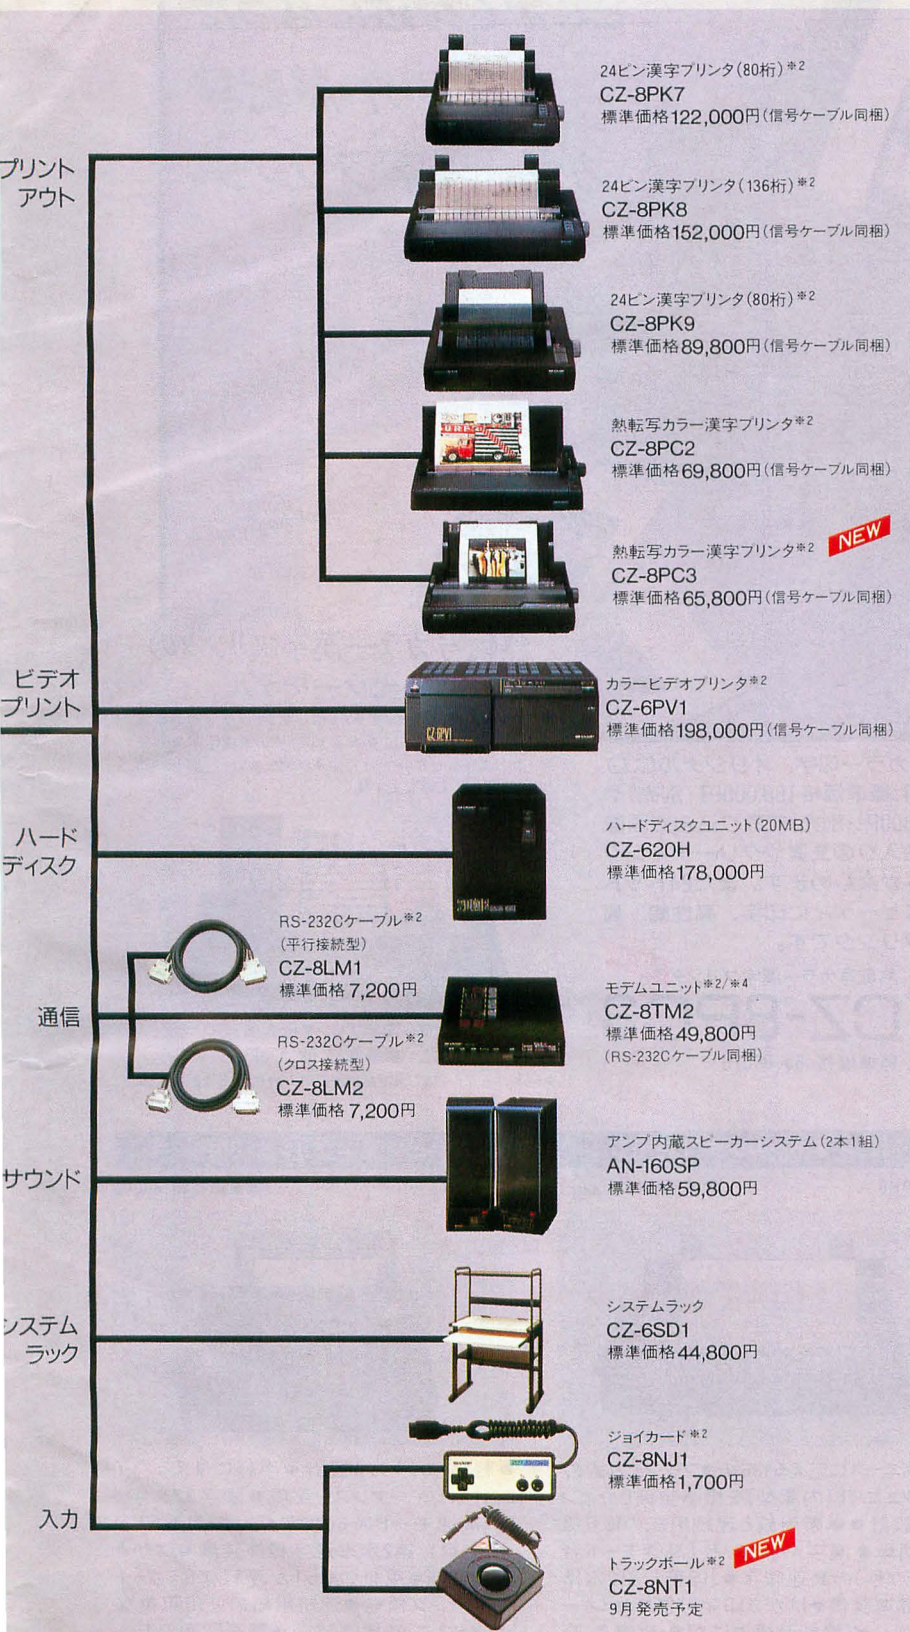 プリント
アウト
24ピン漢字プリンタ(80桁)※2
CZ-8PK7
標準価格122,000円(信号ケーブル同梱)
24ピン漢字プリンタ(136桁)※2
CZ-8PK8
標準価格152,000円(信号ケーブル同梱)
24ピン漢字プリンタ(80桁)※2
CZ-8PK9
標準価格89,800円(信号ケーブル同梱)
熱転写カラー漢字プリンタ※2
CZ-8PC2
標準価格69,800円(信号ケーブル同梱)
NEW
熱転写カラー漢字プリンタ※2
CZ-8PC3
標準価格65,800円(信号ケーブル同梱)
ビデオ
プリント
CZ-6PV1
カラービデオプリンタ※2
CZ-6PV1
標準価格198,000円(信号ケーブル同梱)
ハード
ディスク
ハードディスクユニット(20MB)
CZ-620H
標準価格178,000円
通信
RS-232Cケーブル※2
(平行接続型)
CZ-8LM1
標準価格7,200円
RS-232Cケーブル※2
(クロス接続型)
CZ-8LM2
標準価格7,200円
モデムユニット※2/※4
CZ-8TM2
標準価格49,800円
(RS-232Cケーブル同梱)
サウンド
アンプ内蔵スピーカーシステム(2本1組)
AN-160SP
標準価格59,800円
システム
ラック
システムラック
CZ-6SD1
標準価格44,800円
入力
ジョイカード※2
CZ-8NJ1
標準価格1,700円
トラックボール※2
NEW
CZ-8NT1
9月発売予定